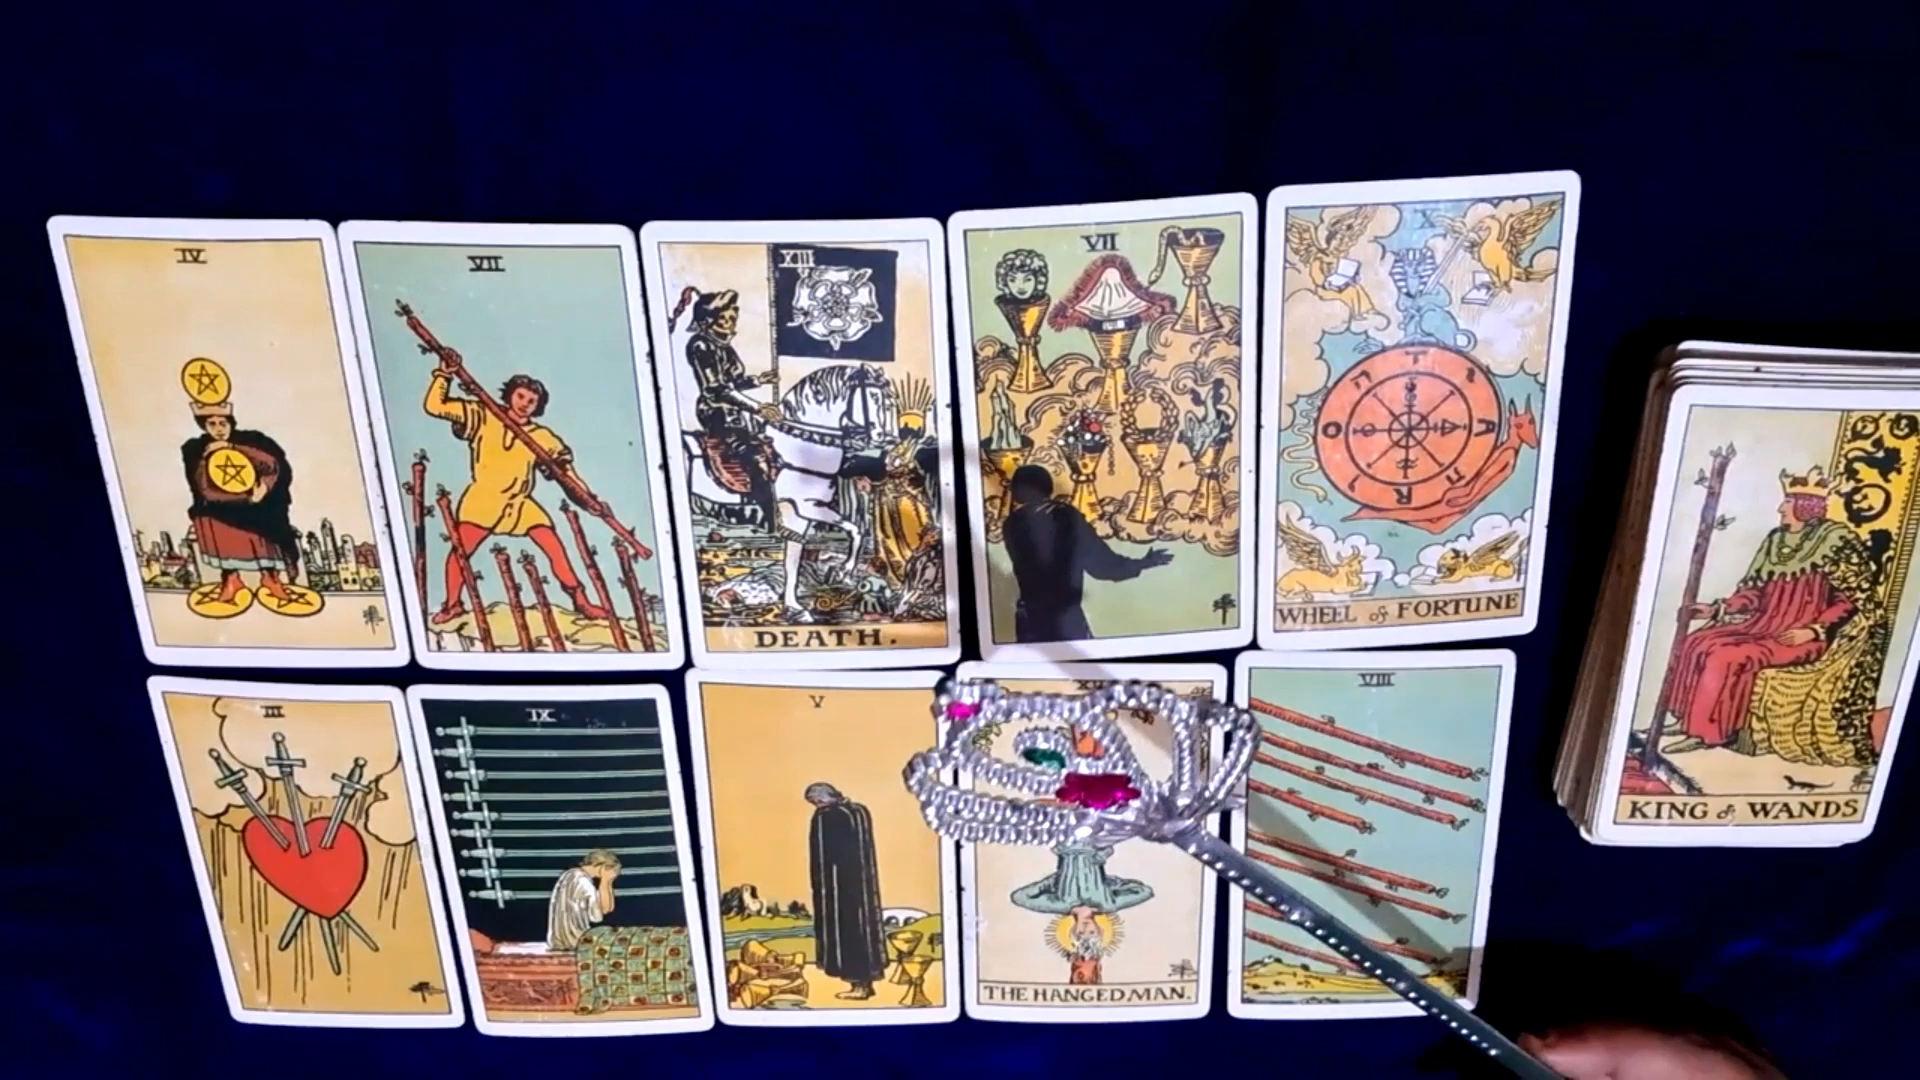 IV
VII
XIII
VII
X
DEATH.
WHEEL of FORTUNE
III
IX
V
VIII
THE HANGED MAN.
KING of WANDS